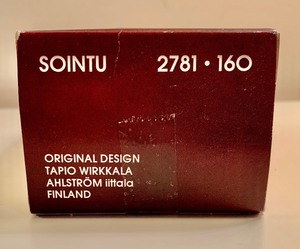 SOINTU 2781 • 160
ORIGINAL DESIGN
TAPIO WIRKKALA
AHLSTRÖM iittala
FINLAND